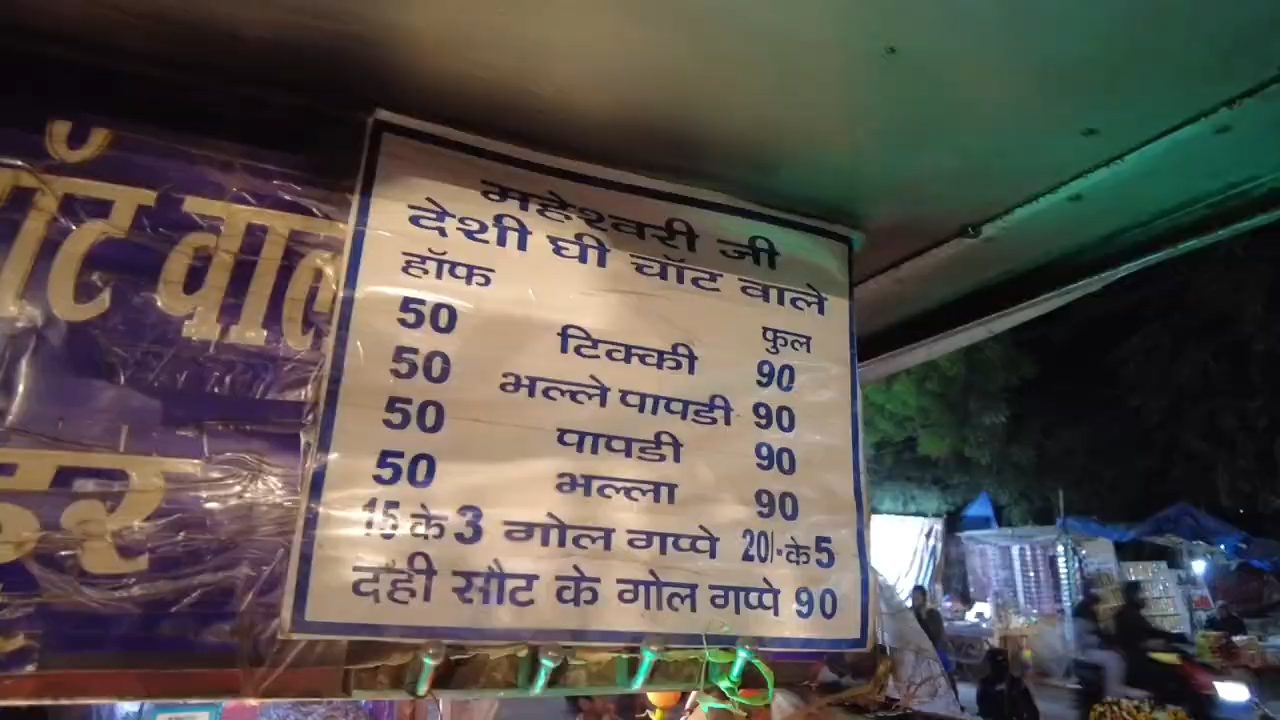 महेश्वरी जी
देशी घी चॉट वाले
हॉफ फुल
50 टिक्की 90
50 भल्ले पापडी 90
50 पापडी 90
50 भल्ला 90
15 के 3 गोल गप्पे 20/- के 5
दही सौट के गोल गप्पे 90